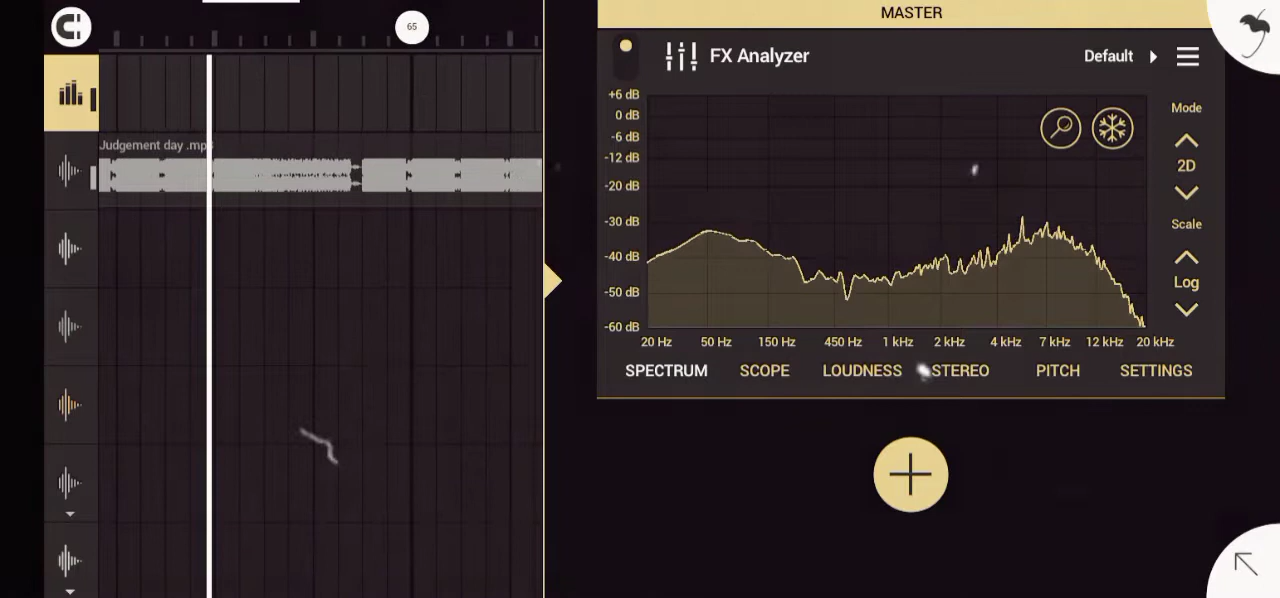 65
Judgement day .mp3
MASTER
FX Analyzer
Default
+6 dB
0 dB
-6 dB
-12 dB
-20 dB
-30 dB
-40 dB
-50 dB
-60 dB
20 Hz 50 Hz 150 Hz 450 Hz 1 kHz 2 kHz 4 kHz 7 kHz 12 kHz 20 kHz
Mode
2D
Scale
Log
SPECTRUM SCOPE LOUDNESS STEREO PITCH SETTINGS